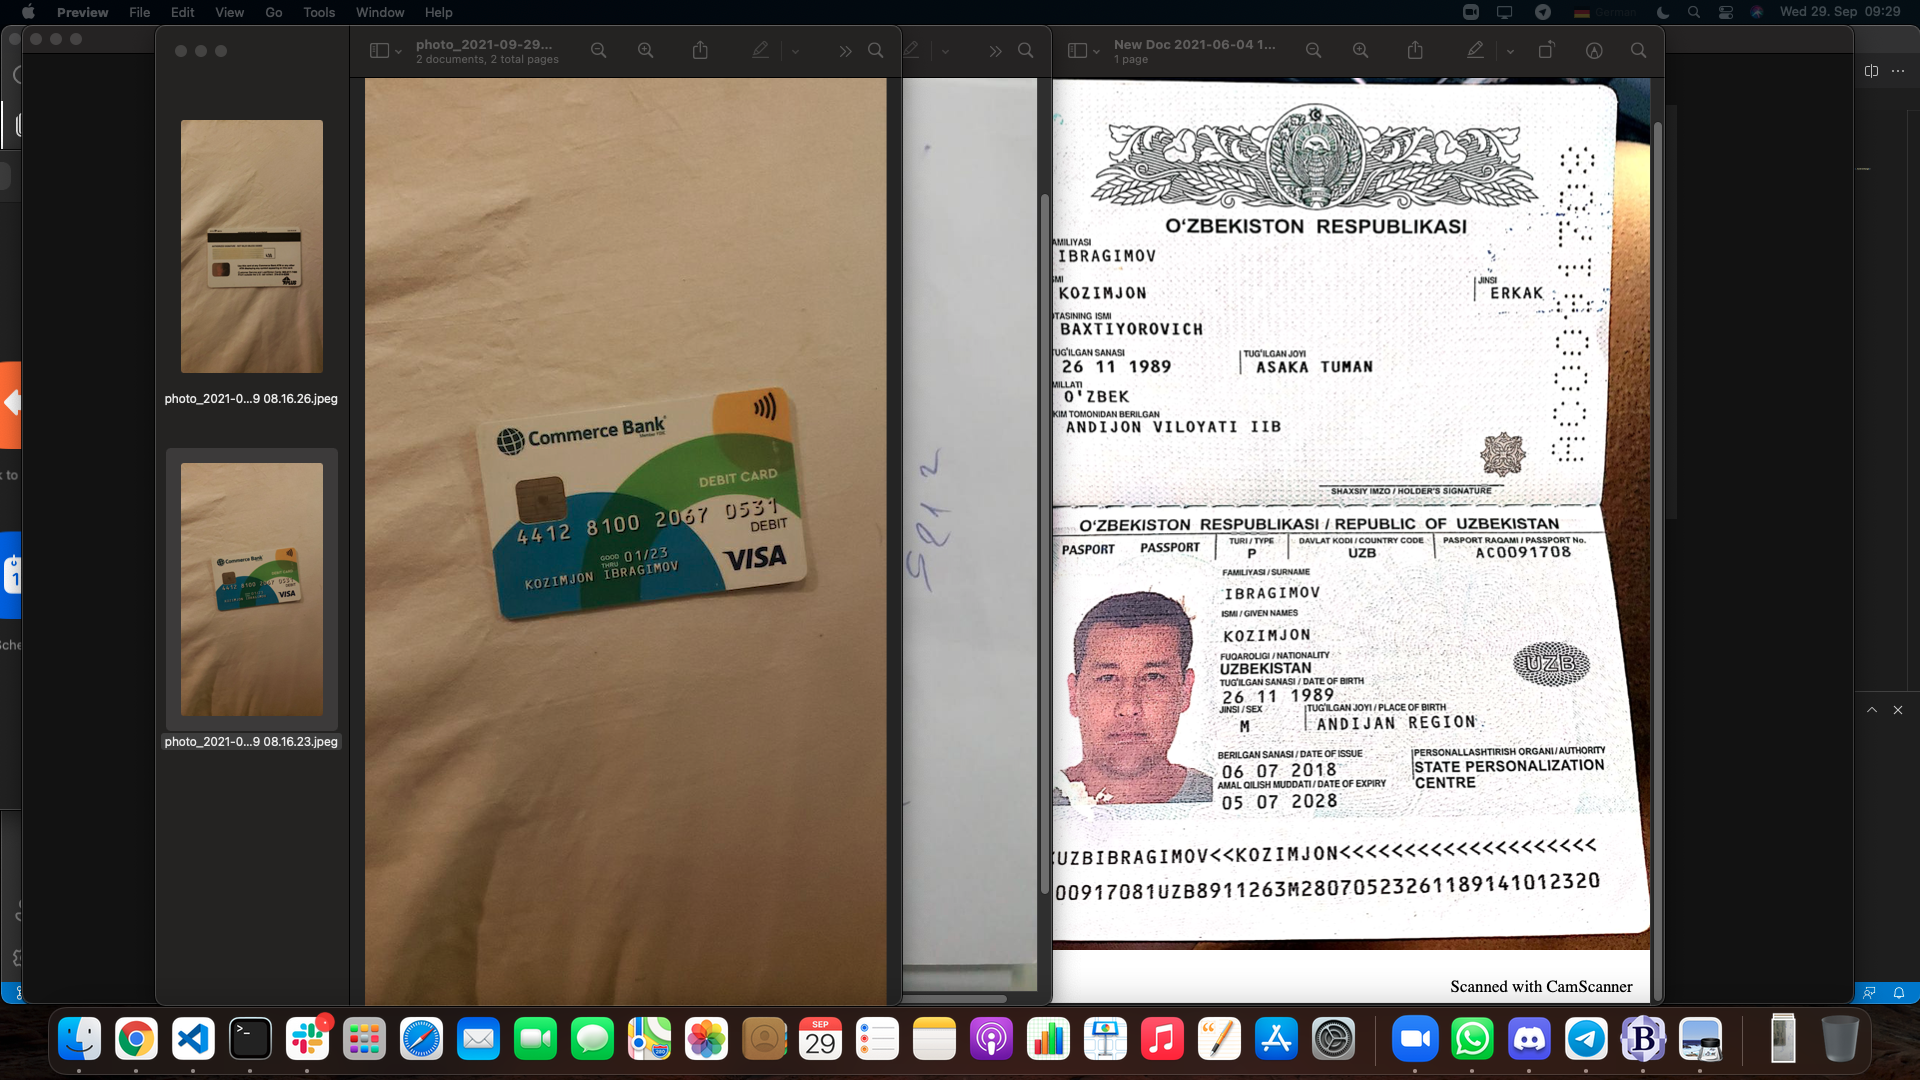 Preview File Edit View Go Tools Window Help
German
Wed 29. Sep 09:29
photo_2021-09-29...
2 documents, 2 total pages
New Doc 2021-06-04 1...
1 page
photo_2021-0...9 08.16.26.jpeg
photo_2021-0...9 08.16.23.jpeg
Commerce Bank
DEBIT CARD
4412 8100 2067 0531
DEBIT
GOOD THRU 01/23
KOZIMJON IBRAGIMOV
VISA
O‘ZBEKISTON RESPUBLIKASI
AMILIYASI
IBRAGIMOV
SMI
KOZIMJON
JINSI
ERKAK
OTASINING ISMI
BAXTIYOROVICH
TUG‘ILGAN SANASI
26 11 1989
TUG‘ILGAN JOYI
ASAKA TUMAN
MILLATI
O'ZBEK
KIM TOMONIDAN BERILGAN
ANDIJON VILOYATI IIB
SHAXSIY IMZO / HOLDER'S SIGNATURE
O‘ZBEKISTON RESPUBLIKASI / REPUBLIC OF UZBEKISTAN
PASPORT PASSPORT
TURI / TYPE
P
DAVLAT KODI / COUNTRY CODE
UZB
PASPORT RAQAMI / PASSPORT No.
AC0091708
FAMILIYASI / SURNAME
IBRAGIMOV
ISMI / GIVEN NAMES
KOZIMJON
FUQAROLIGI / NATIONALITY
UZBEKISTAN
TUG‘ILGAN SANASI / DATE OF BIRTH
26 11 1989
JINSI / SEX
M
TUG‘ILGAN JOYI / PLACE OF BIRTH
ANDIJAN REGION
UZB
BERILGAN SANASI / DATE OF ISSUE
06 07 2018
PERSONALLASHTIRISH ORGANI / AUTHORITY
STATE PERSONALIZATION
CENTRE
AMAL QILISH MUDDATI / DATE OF EXPIRY
05 07 2028
UZBIBRAGIMOV<<KOZIMJON<<<<<<<<<<<<<<<<<<<<
00917081UZB8911263M28070523261189141012320
Scanned with CamScanner
SEP
29